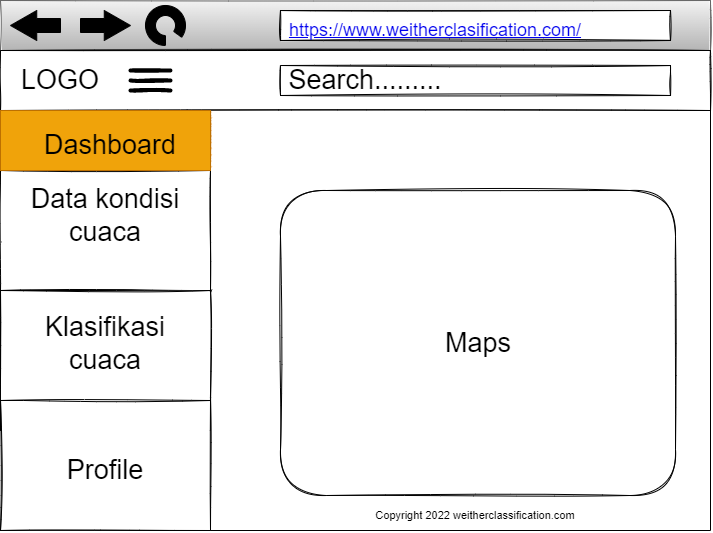 https://www.weitherclasification.com/
LOGO
Search.........
Dashboard
Data kondisi
cuaca
Klasifikasi
cuaca
Profile
Maps
Copyright 2022 weitherclassification.com